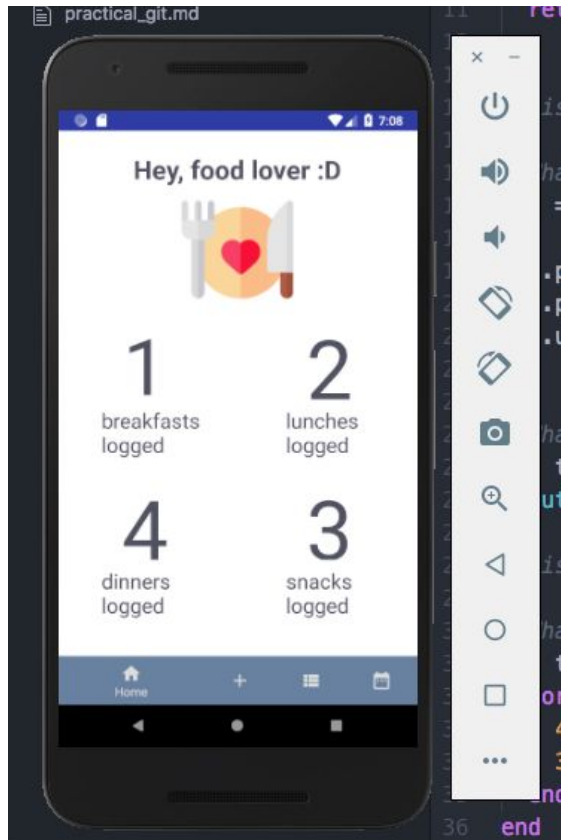 practical_git.md
7:08
Hey, food lover :D
1
2
breakfasts
logged
lunches
logged
4
3
dinners
logged
snacks
logged
Home
36 end